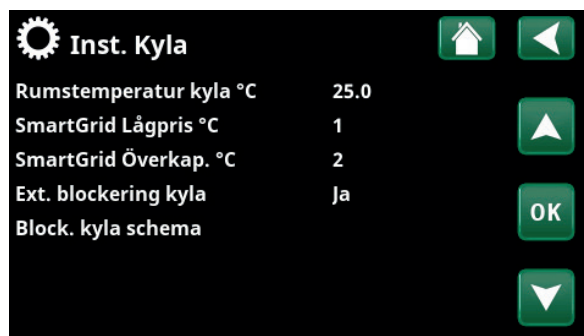 Inst. Kyla
Rumstemperatur kyla °C 25.0
SmartGrid Lågpris °C 1
SmartGrid Överkap. °C 2
Ext. blockering kyla Ja
Block. kyla schema
OK